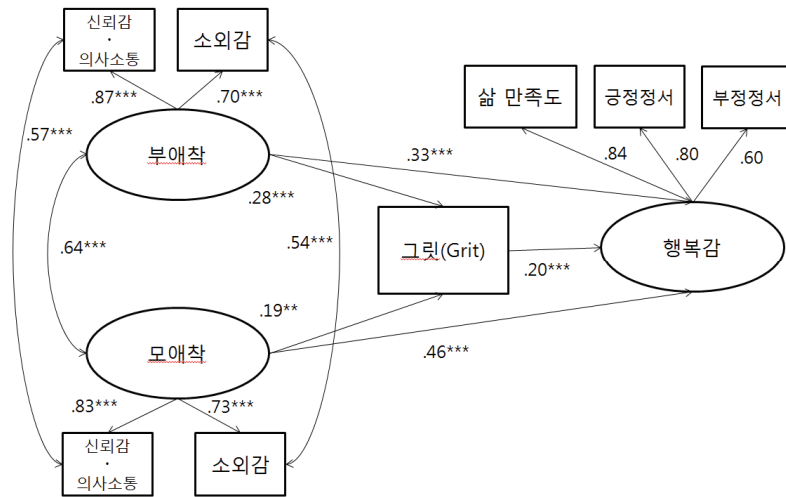 신뢰감
·
의사소통
소외감
.87***
.70***
.57***
부애착
삶 만족도
긍정정서
부정정서
.84
.80
.60
.33***
.28***
.64***
.54***
그릿(Grit)
.20***
행복감
.19**
모애착
.46***
.83***
.73***
신뢰감
·
의사소통
소외감